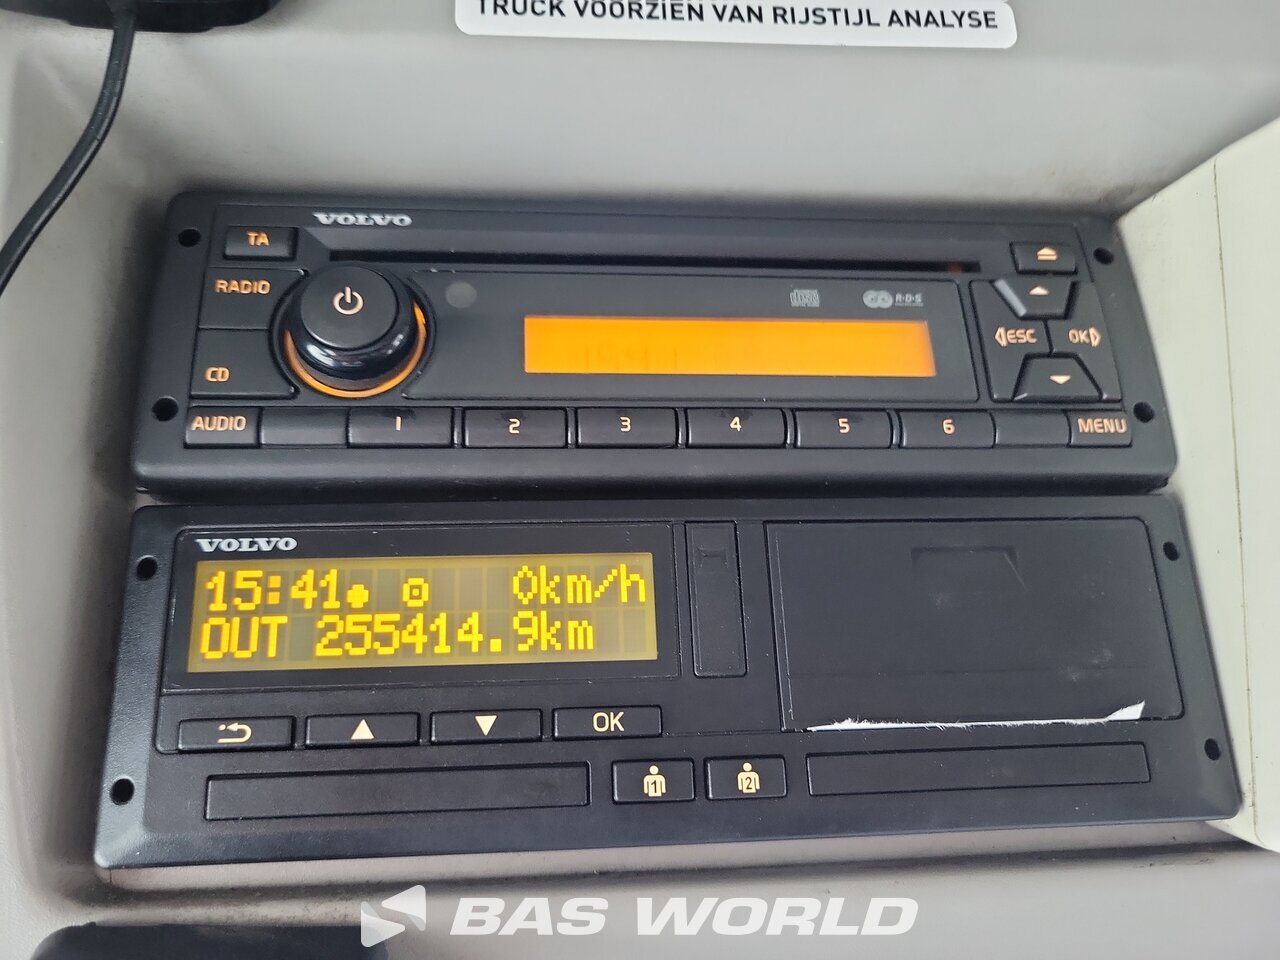 TRUCK VOORZIEN VAN RIJSTIJL ANALYSE
VOLVO
TA
RADIO
CD
R·D·S
ESC
OK
AUDIO
1
2
3
4
5
6
MENU
VOLVO
15:41 0km/h
OUT 255414.9km
OK
1
2
BAS WORLD